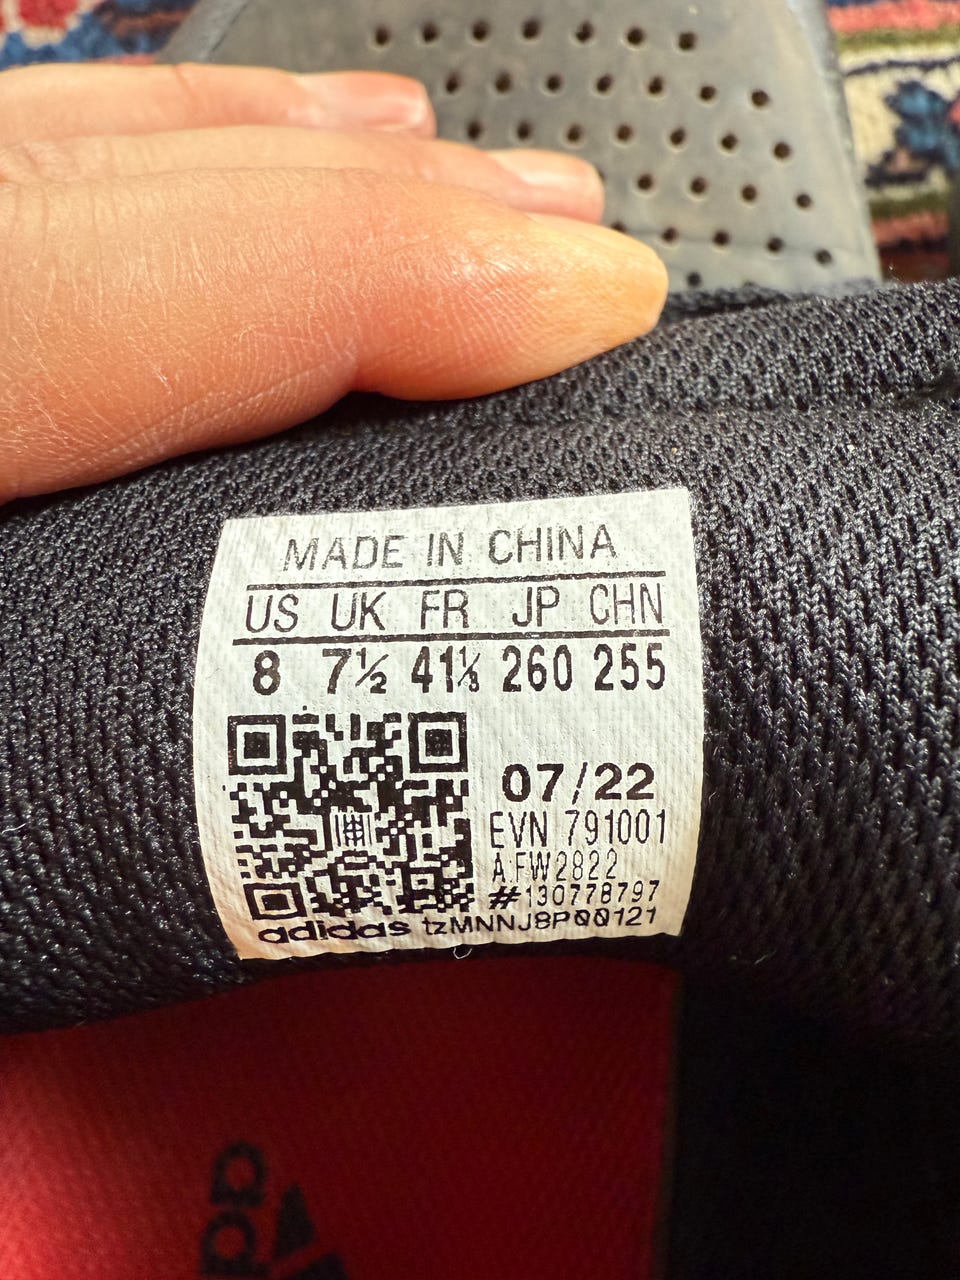 MADE IN CHINA
US UK FR JP CHN
8 7½ 41⅓ 260 255
07/22
EVN 791001
A.FW2822
#130778797
adidas tzMNNJ8P00121